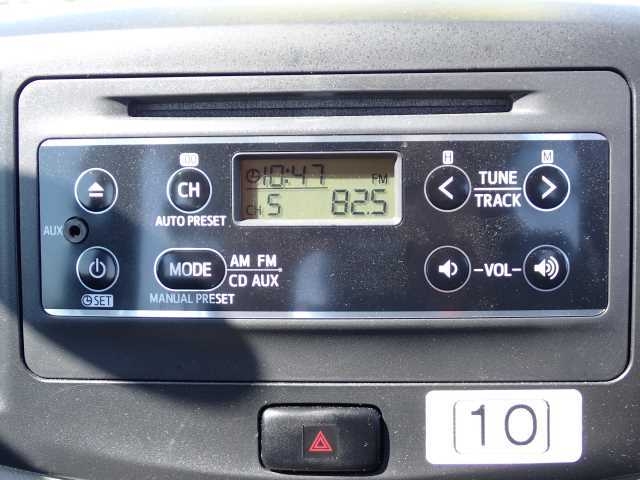 10:47 FM
CH 5 82.5
CH
AUTO PRESET
AUX
MODE
AM FM
CD AUX
MANUAL PRESET
SET
H M
TUNE
TRACK
-VOL-
10